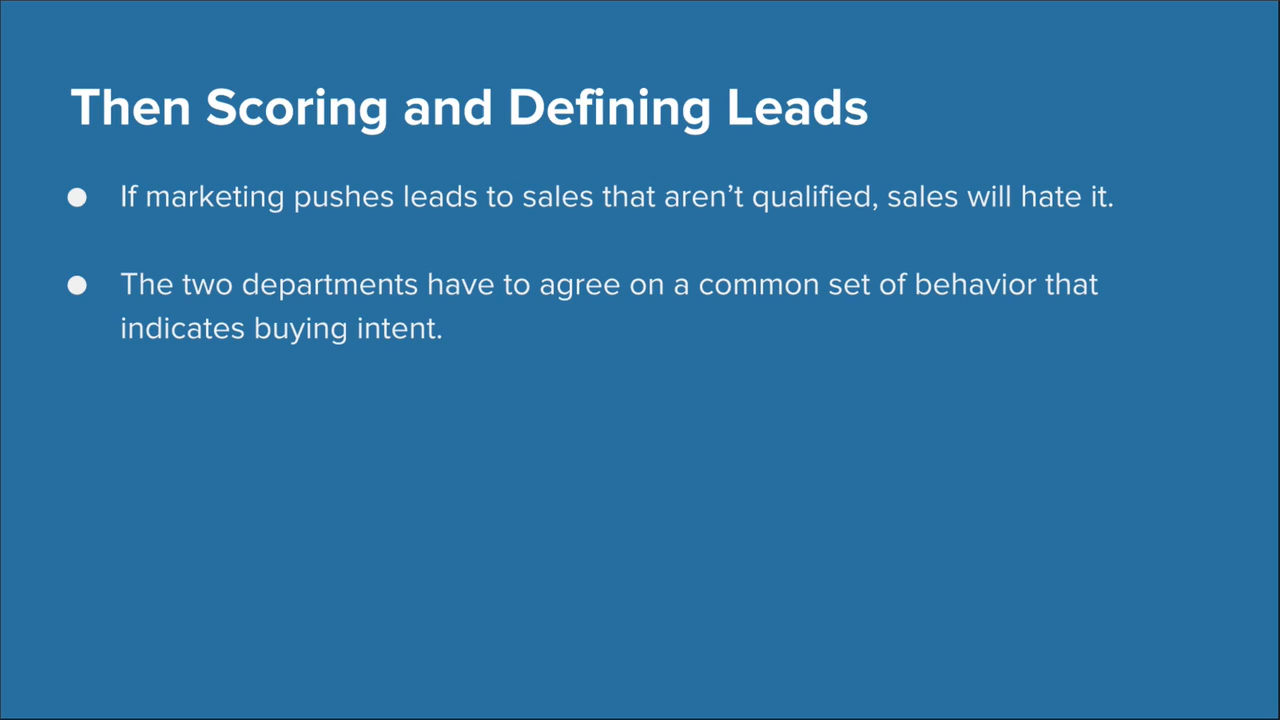 Then Scoring and Defining Leads
● If marketing pushes leads to sales that aren’t qualified, sales will hate it.
● The two departments have to agree on a common set of behavior that
indicates buying intent.